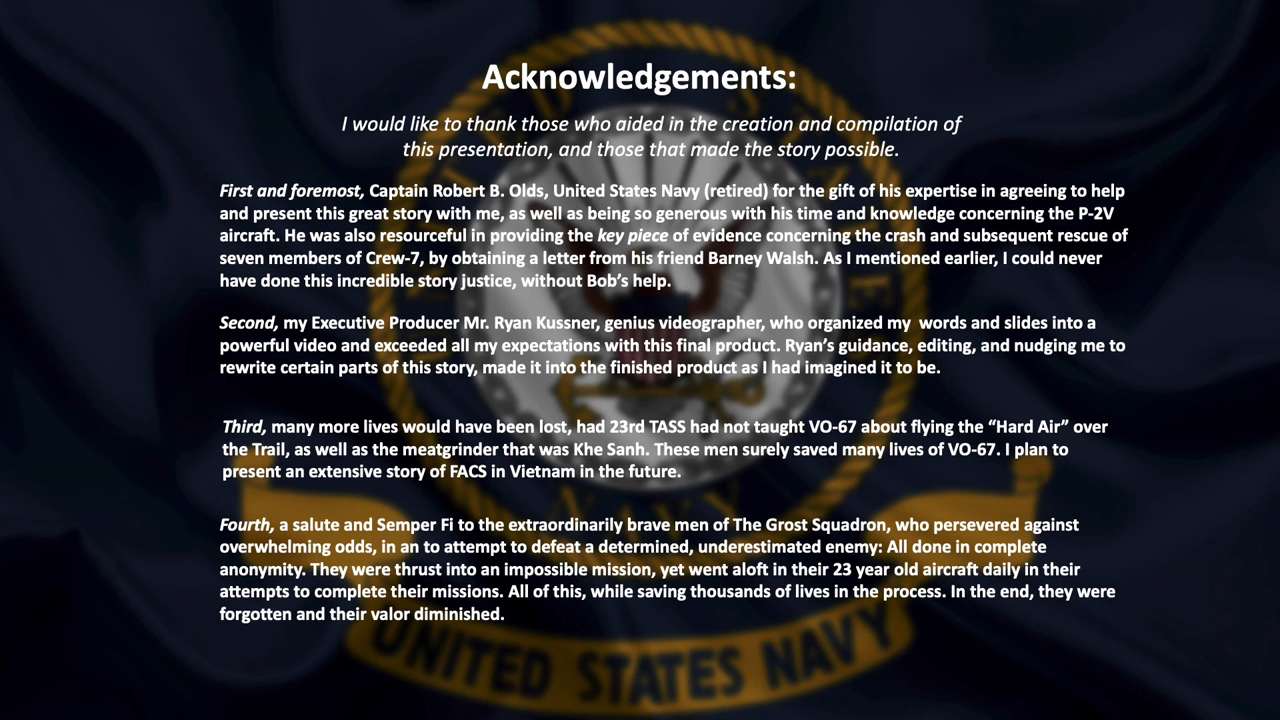 Acknowledgements:
I would like to thank those who aided in the creation and compilation of
this presentation, and those that made the story possible.
First and foremost, Captain Robert B. Olds, United States Navy (retired) for the gift of his expertise in agreeing to help
and present this great story with me, as well as being so generous with his time and knowledge concerning the P-2V
aircraft. He was also resourceful in providing the key piece of evidence concerning the crash and subsequent rescue of
seven members of Crew-7, by obtaining a letter from his friend Barney Walsh. As I mentioned earlier, I could never
have done this incredible story justice, without Bob’s help.
Second, my Executive Producer Mr. Ryan Kussner, genius videographer, who organized my  words and slides into a
powerful video and exceeded all my expectations with this final product. Ryan’s guidance, editing, and nudging me to
rewrite certain parts of this story, made it into the finished product as I had imagined it to be.
Third, many more lives would have been lost, had 23rd TASS had not taught VO-67 about flying the “Hard Air” over
the Trail, as well as the meatgrinder that was Khe Sanh. These men surely saved many lives of VO-67. I plan to
present an extensive story of FACS in Vietnam in the future.
Fourth, a salute and Semper Fi to the extraordinarily brave men of The Grost Squadron, who persevered against
overwhelming odds, in an to attempt to defeat a determined, underestimated enemy: All done in complete
anonymity. They were thrust into an impossible mission, yet went aloft in their 23 year old aircraft daily in their
attempts to complete their missions. All of this, while saving thousands of lives in the process. In the end, they were
forgotten and their valor diminished.
UNITED STATES NAVY